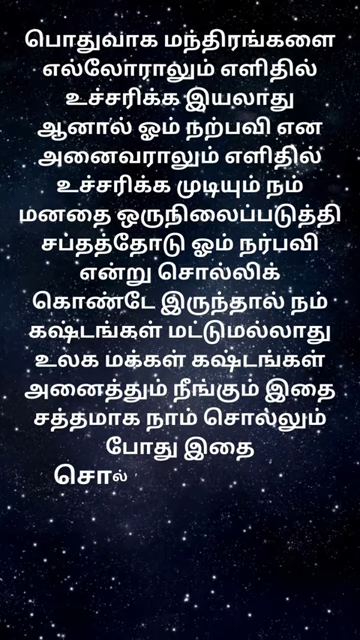 பொதுவாக மந்திரங்களை
எல்லோராலும் எளிதில்
உச்சரிக்க இயலாது
ஆனால் ஓம் நற்பவி என
அனைவராலும் எளிதில்
உச்சரிக்க முடியும் நம்
மனதை ஒருநிலைப்படுத்தி
சப்தத்தோடு ஓம் நர்பவி
என்று சொல்லிக்
கொண்டே இருந்தால் நம்
கஷ்டங்கள் மட்டுமல்லாது
உலக மக்கள் கஷ்டங்கள்
அனைத்தும் நீங்கும் இதை
சத்தமாக நாம் சொல்லும்
போது இதை
சொல்